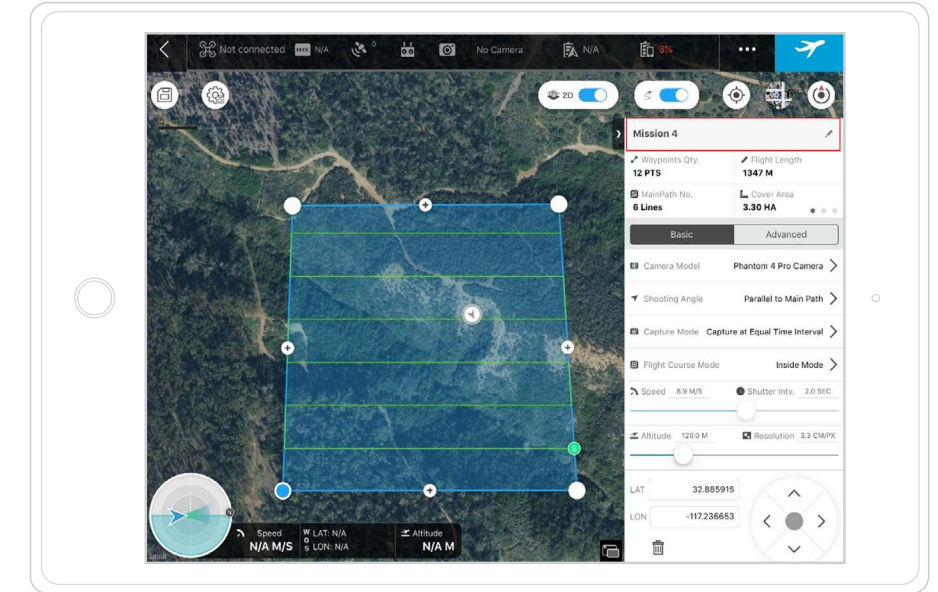 Not connected N/A 0 No Camera N/A 3%
2D
Mission 4
Waypoints Qty. Flight Length
12 PTS 1347 M
MainPath No. Cover Area
6 Lines 3.30 HA
Basic Advanced
Camera Model Phantom 4 Pro Camera
Shooting Angle Parallel to Main Path
Capture Mode Capture at Equal Time Interval
Flight Course Mode Inside Mode
Speed 8.9 M/S Shutter Intv. 2.0 SEC
Altitude 120.0 M Resolution 3.3 CM/PX
S
LAT 32.885915
LON -117.236653
N
Speed W LAT: N/A Altitude
G
N/A M/S S LON: N/A N/A M
Legal